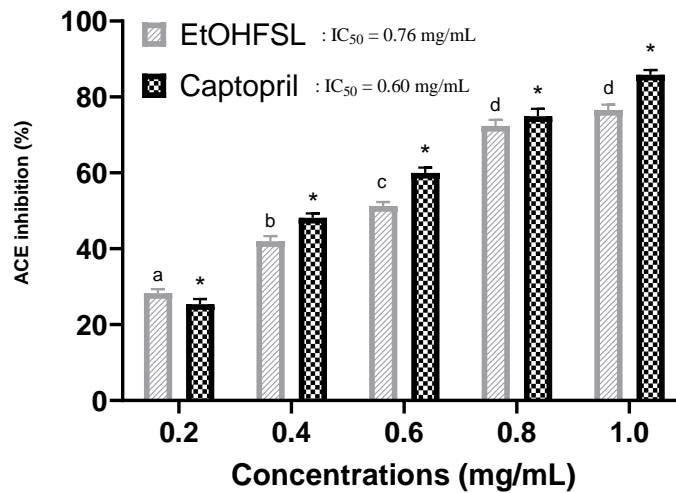 EtOHFSL : IC₅₀ = 0.76 mg/mL
Captopril : IC₅₀ = 0.60 mg/mL
ACE inhibition (%)
100
80
60
40
20
0
a
*
b
*
c
*
d
*
d
*
0.2 0.4 0.6 0.8 1.0
Concentrations (mg/mL)